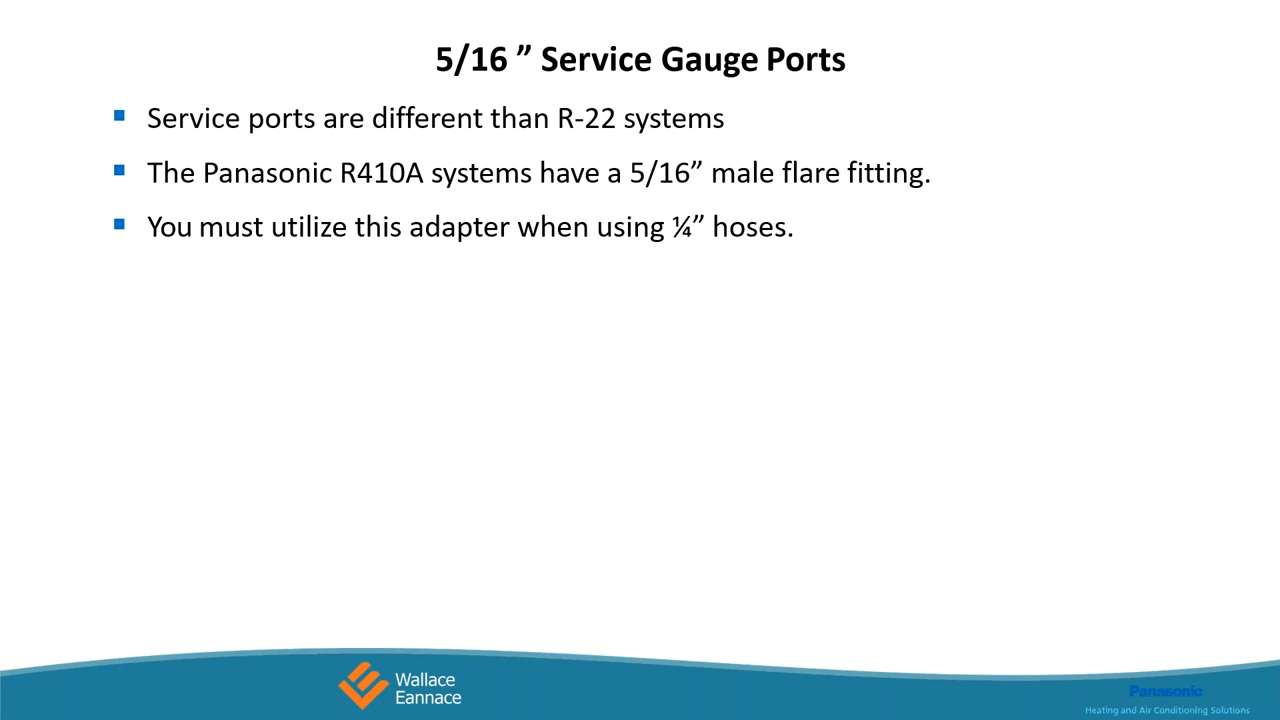 5/16 ” Service Gauge Ports
▪ Service ports are different than R-22 systems
▪ The Panasonic R410A systems have a 5/16” male flare fitting.
▪ You must utilize this adapter when using ¼” hoses.
Wallace
Eannace
Panasonic
Heating and Air Conditioning Solutions